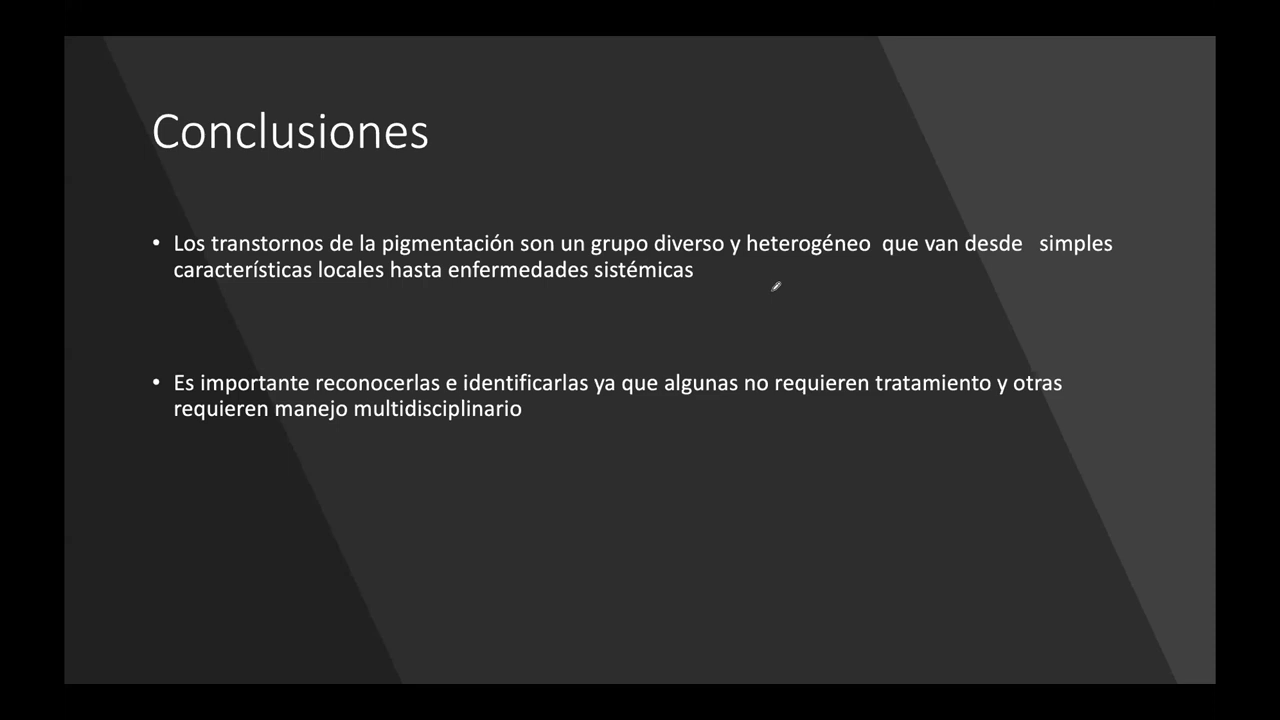 Conclusiones
• Los transtornos de la pigmentación son un grupo diverso y heterogéneo que van desde simples
características locales hasta enfermedades sistémicas
• Es importante reconocerlas e identificarlas ya que algunas no requieren tratamiento y otras
requieren manejo multidisciplinario